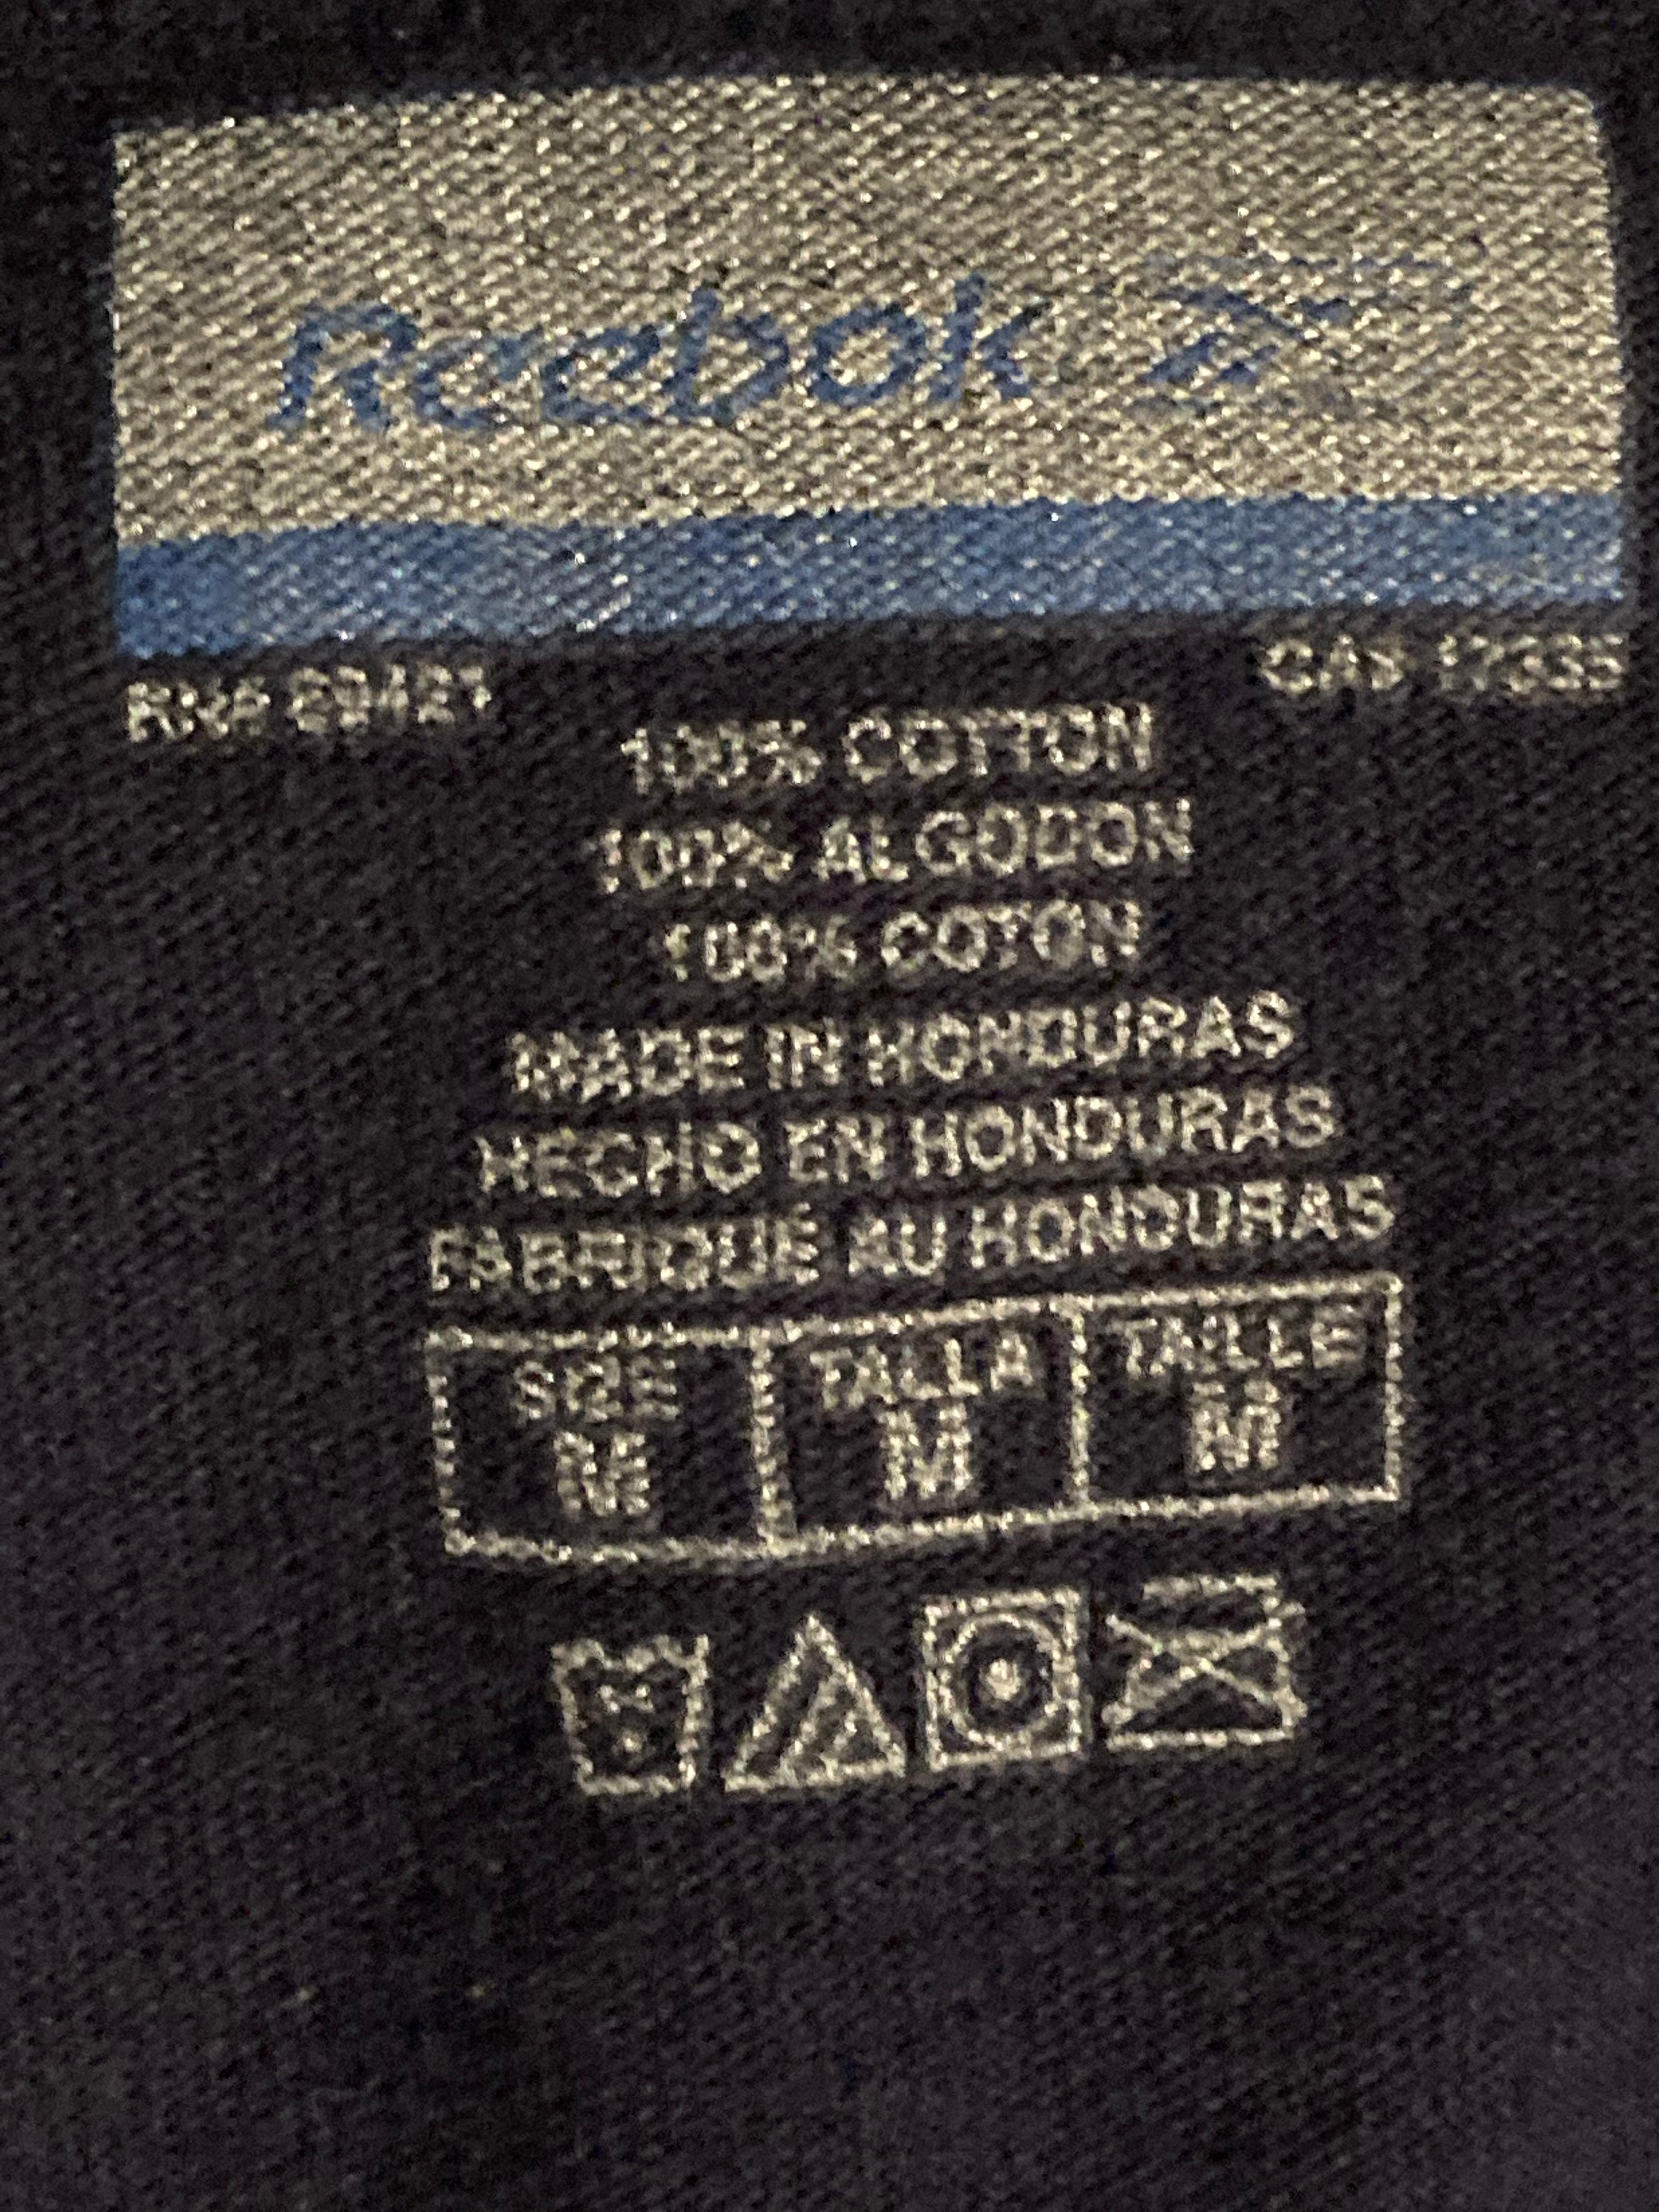 Reebok
100% COTTON
100% ALGODON
100% COTON
MADE IN HONDURAS
HECHO EN HONDURAS
FABRIQUÉ AU HONDURAS
SIZE TALLA TAILLE
M M M